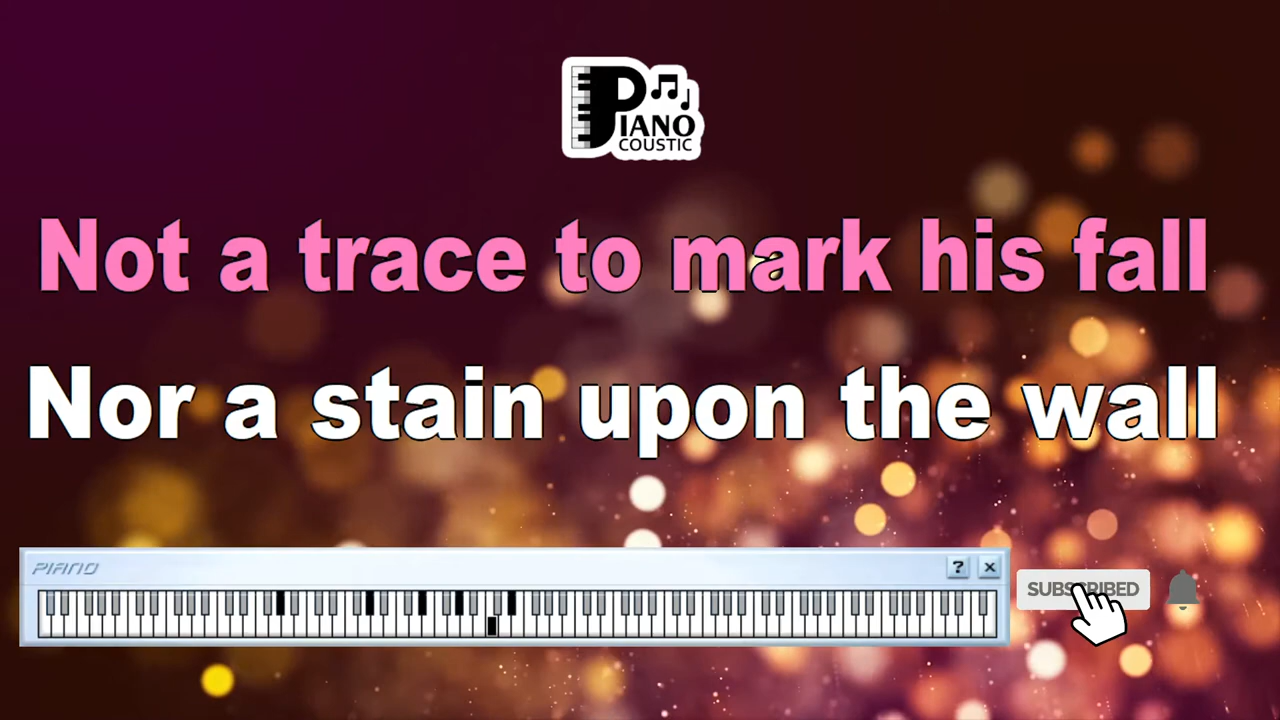 PIANO
COUSTIC
Not a trace to mark his fall
Nor a stain upon the wall
PIANO
? ×
SUBSCRIBED